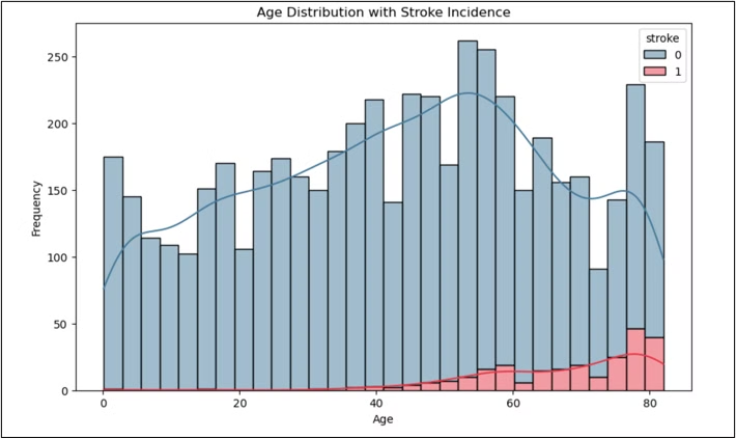 Age Distribution with Stroke Incidence
stroke
0
1
250
200
150
100
50
0
Frequency
0 20 40 60 80
Age